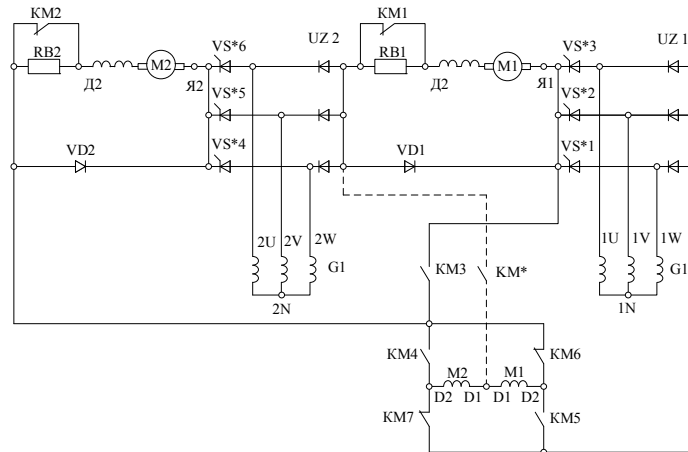 KM2
KM1
RB2
M2
VS*6
UZ 2
RB1
M1
VS*3
UZ 1
Д2
Я2
Д2
Я1
VS*5
VS*2
VD2
VS*4
VD1
VS*1
2U
2V
2W
1U
1V
1W
G1
KM3
KM*
G1
2N
1N
KM4
KM6
M2
M1
D2
D1
D1
D2
KM7
KM5